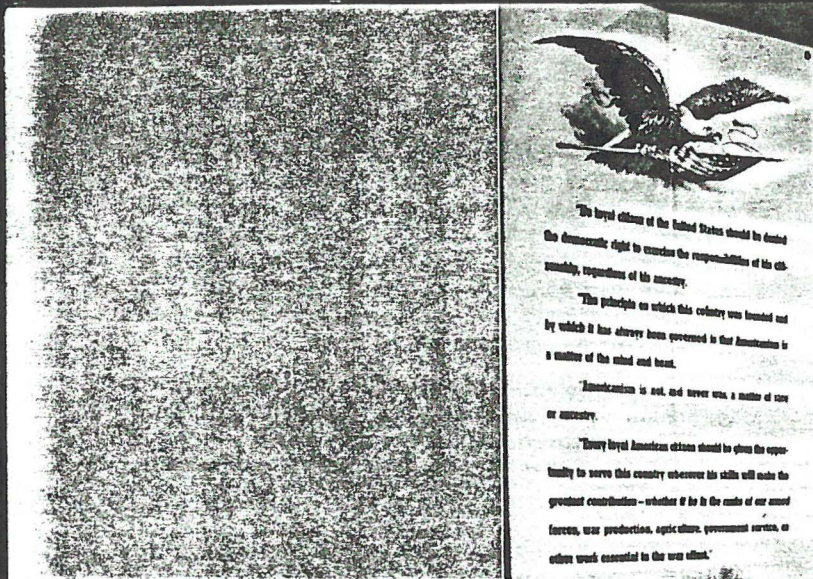 "No loyal citizen of the United States should be denied
the democratic right to exercise the responsibilities of his citi-
zenship, regardless of his ancestry.
"The principle on which this country was founded and
by which it has always been governed is that Americanism is
a matter of the mind and heart.
"Americanism is not, and never was, a matter of race
or ancestry.
"Every loyal American citizen should be given the oppor-
tunity to serve this country wherever his skills will make the
greatest contribution – whether it be in the ranks of our armed
forces, war production, agriculture, government service, or
other work essential to the war effort."